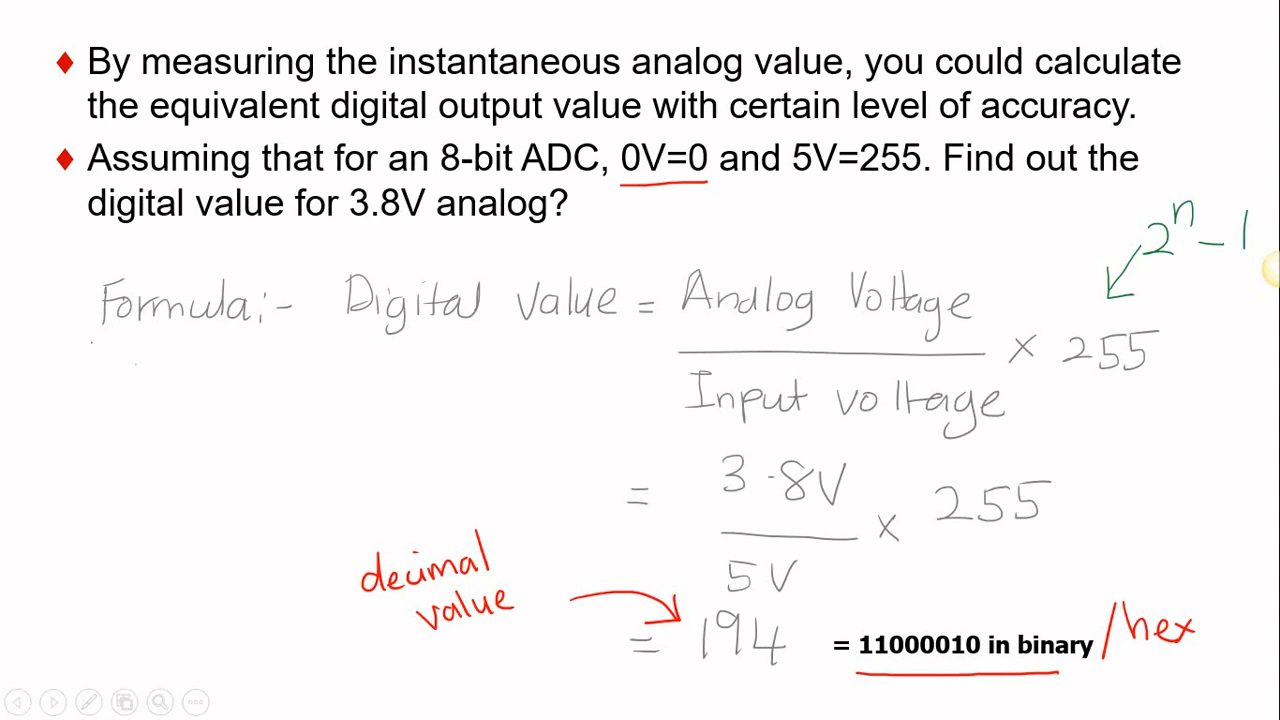 ♦ By measuring the instantaneous analog value, you could calculate
the equivalent digital output value with certain level of accuracy.
♦ Assuming that for an 8-bit ADC, 0V=0 and 5V=255. Find out the
digital value for 3.8V analog?
2^n - 1
Formula:- Digital value = Analog Voltage
× 255
Input voltage
= 3.8V
× 255
5V
decimal
value
= 194 = 11000010 in binary /hex